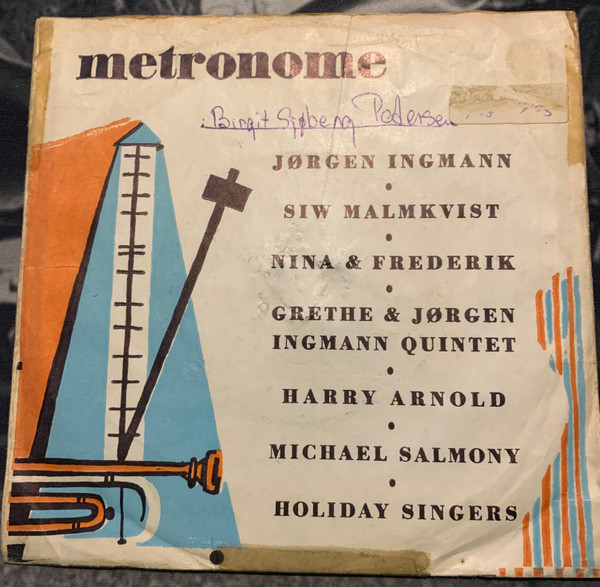 metronome
Birgit Sjøberg Pedersen
JØRGEN INGMANN
•
SIW MALMKVIST
•
NINA & FREDERIK
•
GRETHE & JØRGEN
INGMANN QUINTET
•
HARRY ARNOLD
•
MICHAEL SALMONY
•
HOLIDAY SINGERS